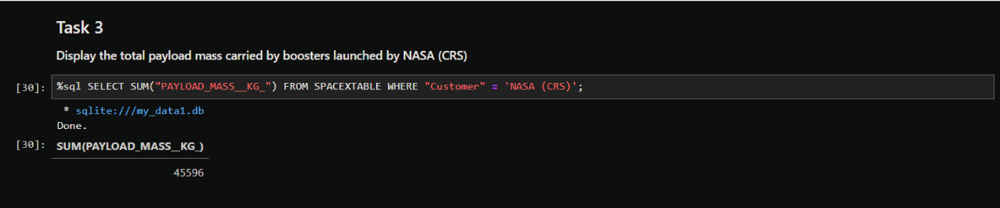 Task 3
Display the total payload mass carried by boosters launched by NASA (CRS)
[30]: %sql SELECT SUM("PAYLOAD_MASS__KG_") FROM SPACEXTABLE WHERE "Customer" = 'NASA (CRS)';
* sqlite:///my_data1.db
Done.
[30]: SUM(PAYLOAD_MASS__KG_)
45596